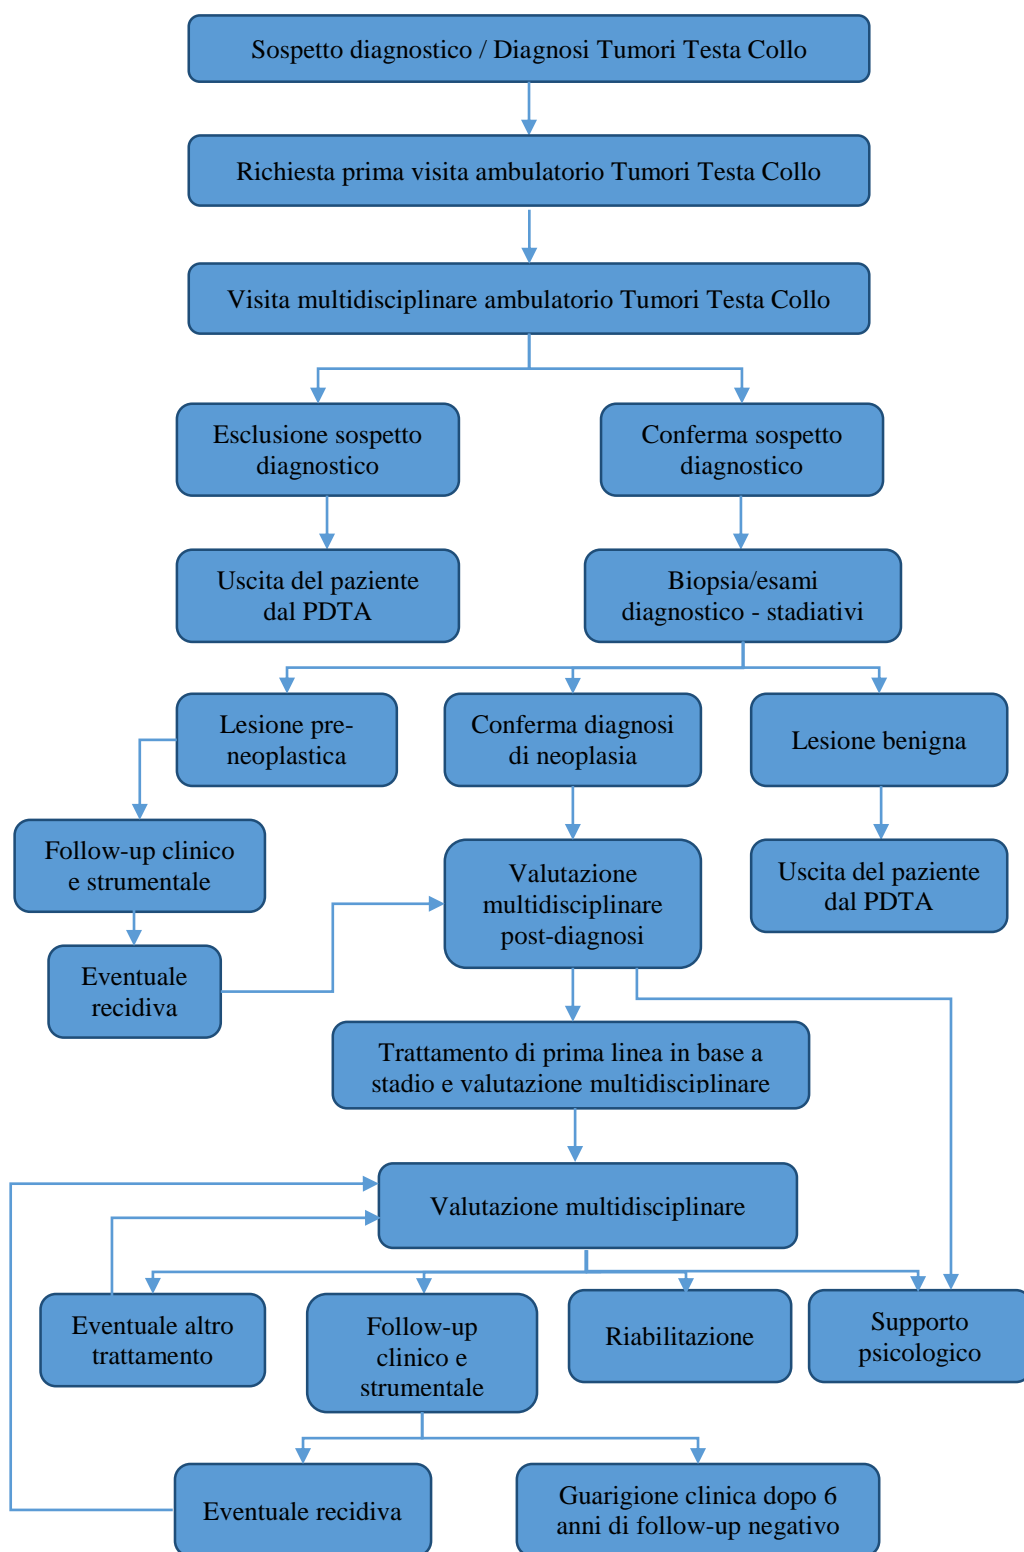 Sospetto diagnostico / Diagnosi Tumori Testa Collo
Richiesta prima visita ambulatorio Tumori Testa Collo
Visita multidisciplinare ambulatorio Tumori Testa Collo
Esclusione sospetto
diagnostico
Conferma sospetto
diagnostico
Uscita del paziente
dal PDTA
Biopsia/esami
diagnostico - stadiativi
Lesione pre-
neoplastica
Conferma diagnosi
di neoplasia
Lesione benigna
Follow-up clinico
e strumentale
Valutazione
multidisciplinare
post-diagnosi
Uscita del paziente
dal PDTA
Eventuale
recidiva
Trattamento di prima linea in base a
stadio e valutazione multidisciplinare
Valutazione multidisciplinare
Eventuale altro
trattamento
Follow-up
clinico e
strumentale
Riabilitazione
Supporto
psicologico
Eventuale recidiva
Guarigione clinica dopo 6
anni di follow-up negativo